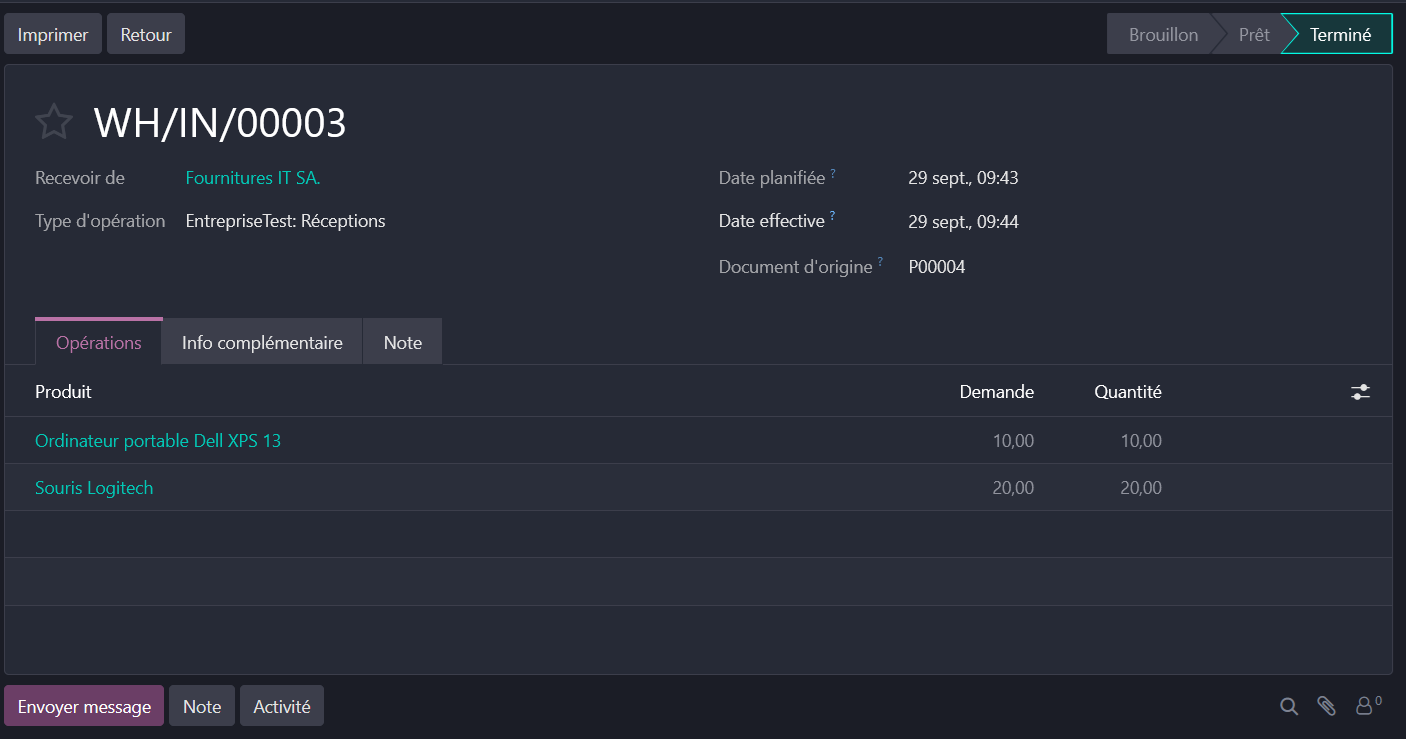 Imprimer Retour Brouillon Prêt Terminé
WH/IN/00003
Recevoir de Fournitures IT SA. Date planifiée ? 29 sept., 09:43
Type d'opération EntrepriseTest: Réceptions Date effective ? 29 sept., 09:44
Document d'origine ? P00004
Opérations Info complémentaire Note
Produit Demande Quantité
Ordinateur portable Dell XPS 13 10,00 10,00
Souris Logitech 20,00 20,00
Envoyer message Note Activité 0